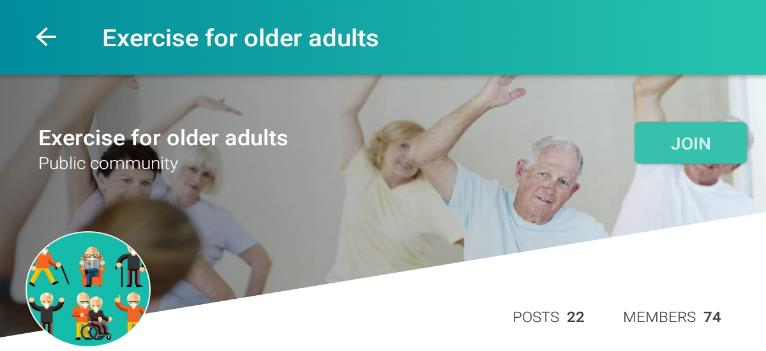 Exercise for older adults
Exercise for older adults
Public community
JOIN
POSTS 22 MEMBERS 74